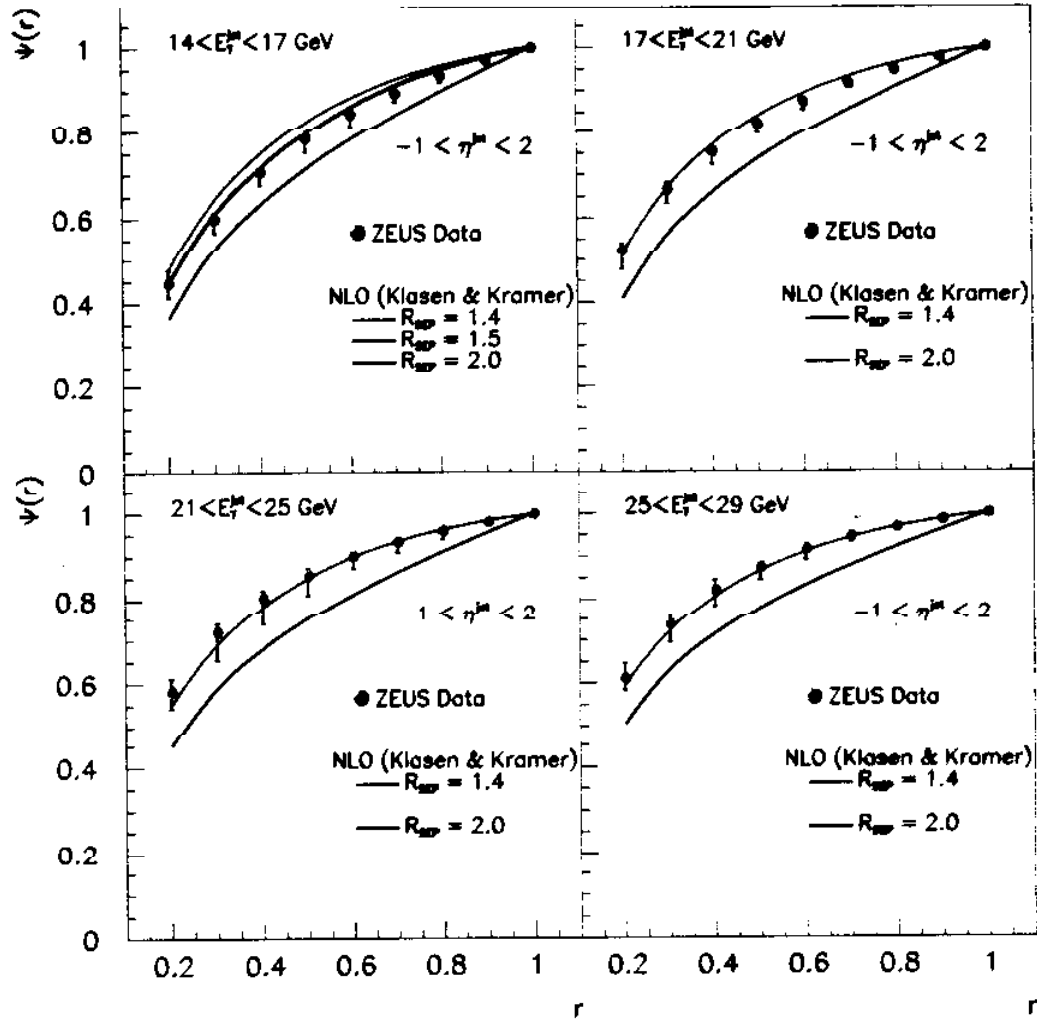 Ψ(r)
14<E_T^jet<17 GeV
1
0.8
0.6
0.4
0.2
0
-1 < η^jet < 2
ZEUS Data
NLO (Klasen & Kramer)
R_SEP = 1.4
R_SEP = 1.5
R_SEP = 2.0
17<E_T^jet<21 GeV
-1 < η^jet < 2
ZEUS Data
NLO (Klasen & Kramer)
R_SEP = 1.4
R_SEP = 2.0
Ψ(r)
21<E_T^jet<25 GeV
1
0.8
0.6
0.4
0.2
0
1 < η^jet < 2
ZEUS Data
NLO (Klasen & Kramer)
R_SEP = 1.4
R_SEP = 2.0
0.2 0.4 0.6 0.8 1
r
25<E_T^jet<29 GeV
-1 < η^jet < 2
ZEUS Data
NLO (Klasen & Kramer)
R_SEP = 1.4
R_SEP = 2.0
0.2 0.4 0.6 0.8 1
r